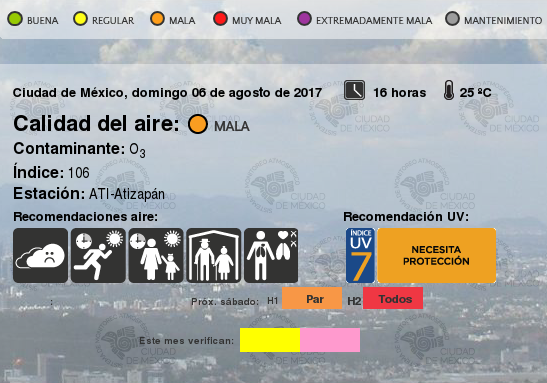 BUENA REGULAR MALA MUY MALA EXTREMADAMENTE MALA MANTENIMIENTO
Ciudad de México, domingo 06 de agosto de 2017 16 horas 25 ºC
Calidad del aire: MALA
Contaminante: O3
Índice: 106
Estación: ATI-Atizapán
Recomendaciones aire: Recomendación UV:
ÍNDICE
UV
7
NECESITA
PROTECCIÓN
: Próx. sábado: H1 Par H2 Todos
Este mes verifican:
CIUDAD
DE MÉXICO